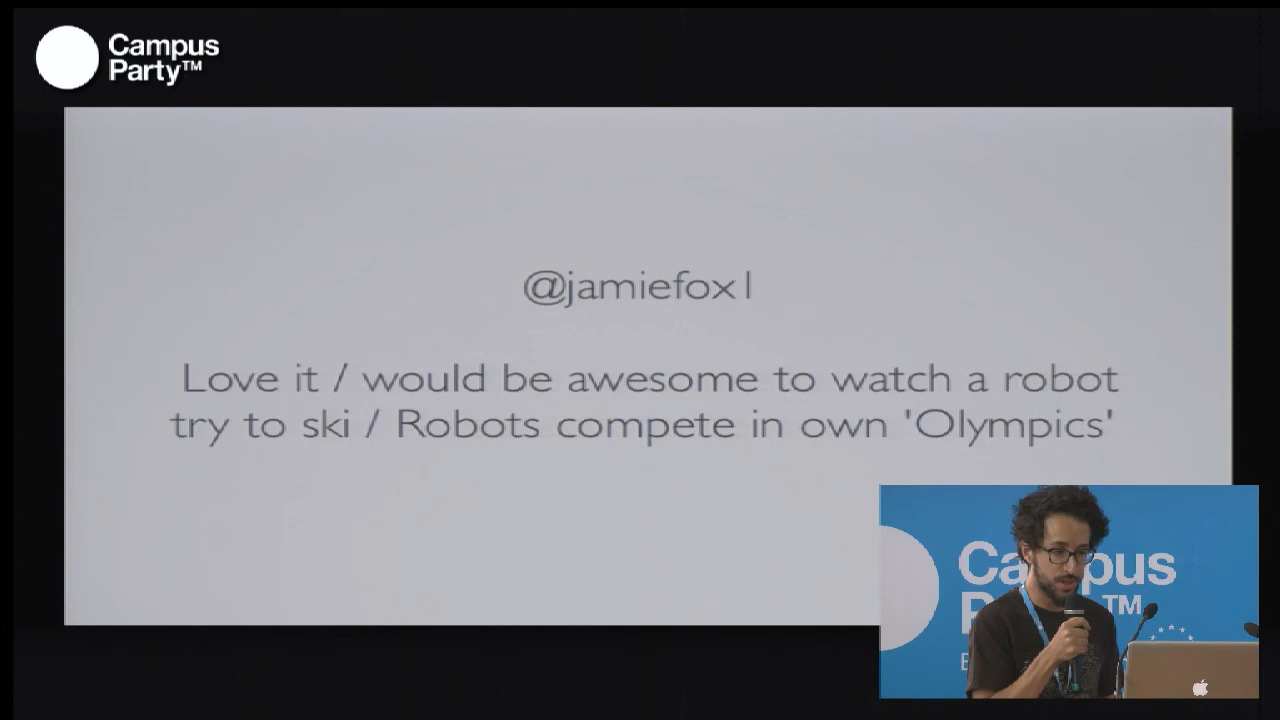 Campus
Party™
@jamiefox1
Love it / would be awesome to watch a robot
try to ski / Robots compete in own 'Olympics'
Campus
™